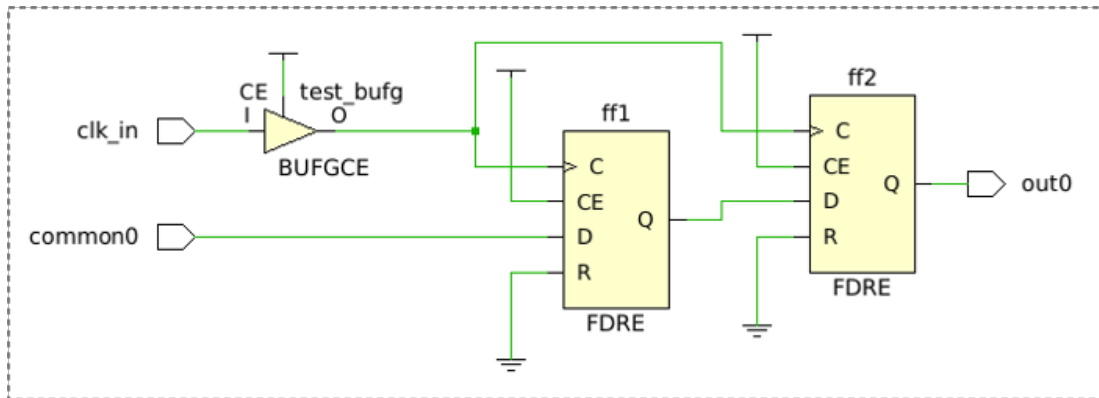 clk_in
CE
I
test_bufg
O
BUFGCE
common0
ff1
C
CE
D
R
Q
FDRE
ff2
C
CE
D
R
Q
FDRE
out0